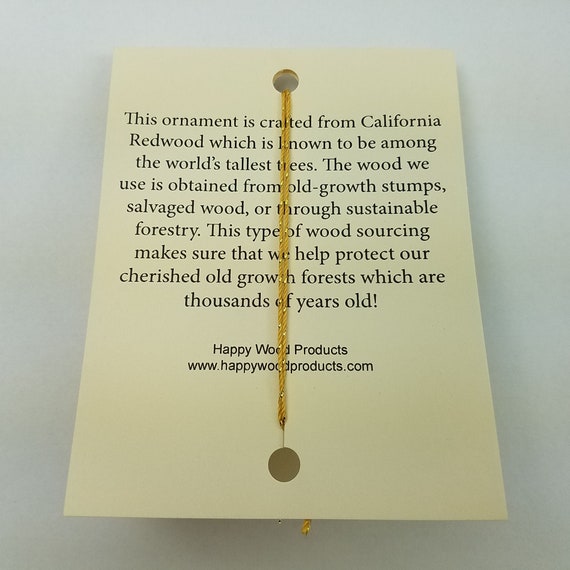 This ornament is crafted from California
Redwood which is known to be among
the world's tallest trees. The wood we
use is obtained from old-growth stumps,
salvaged wood, or through sustainable
forestry. This type of wood sourcing
makes sure that we help protect our
cherished old growth forests which are
thousands of years old!
Happy Wood Products
www.happywoodproducts.com